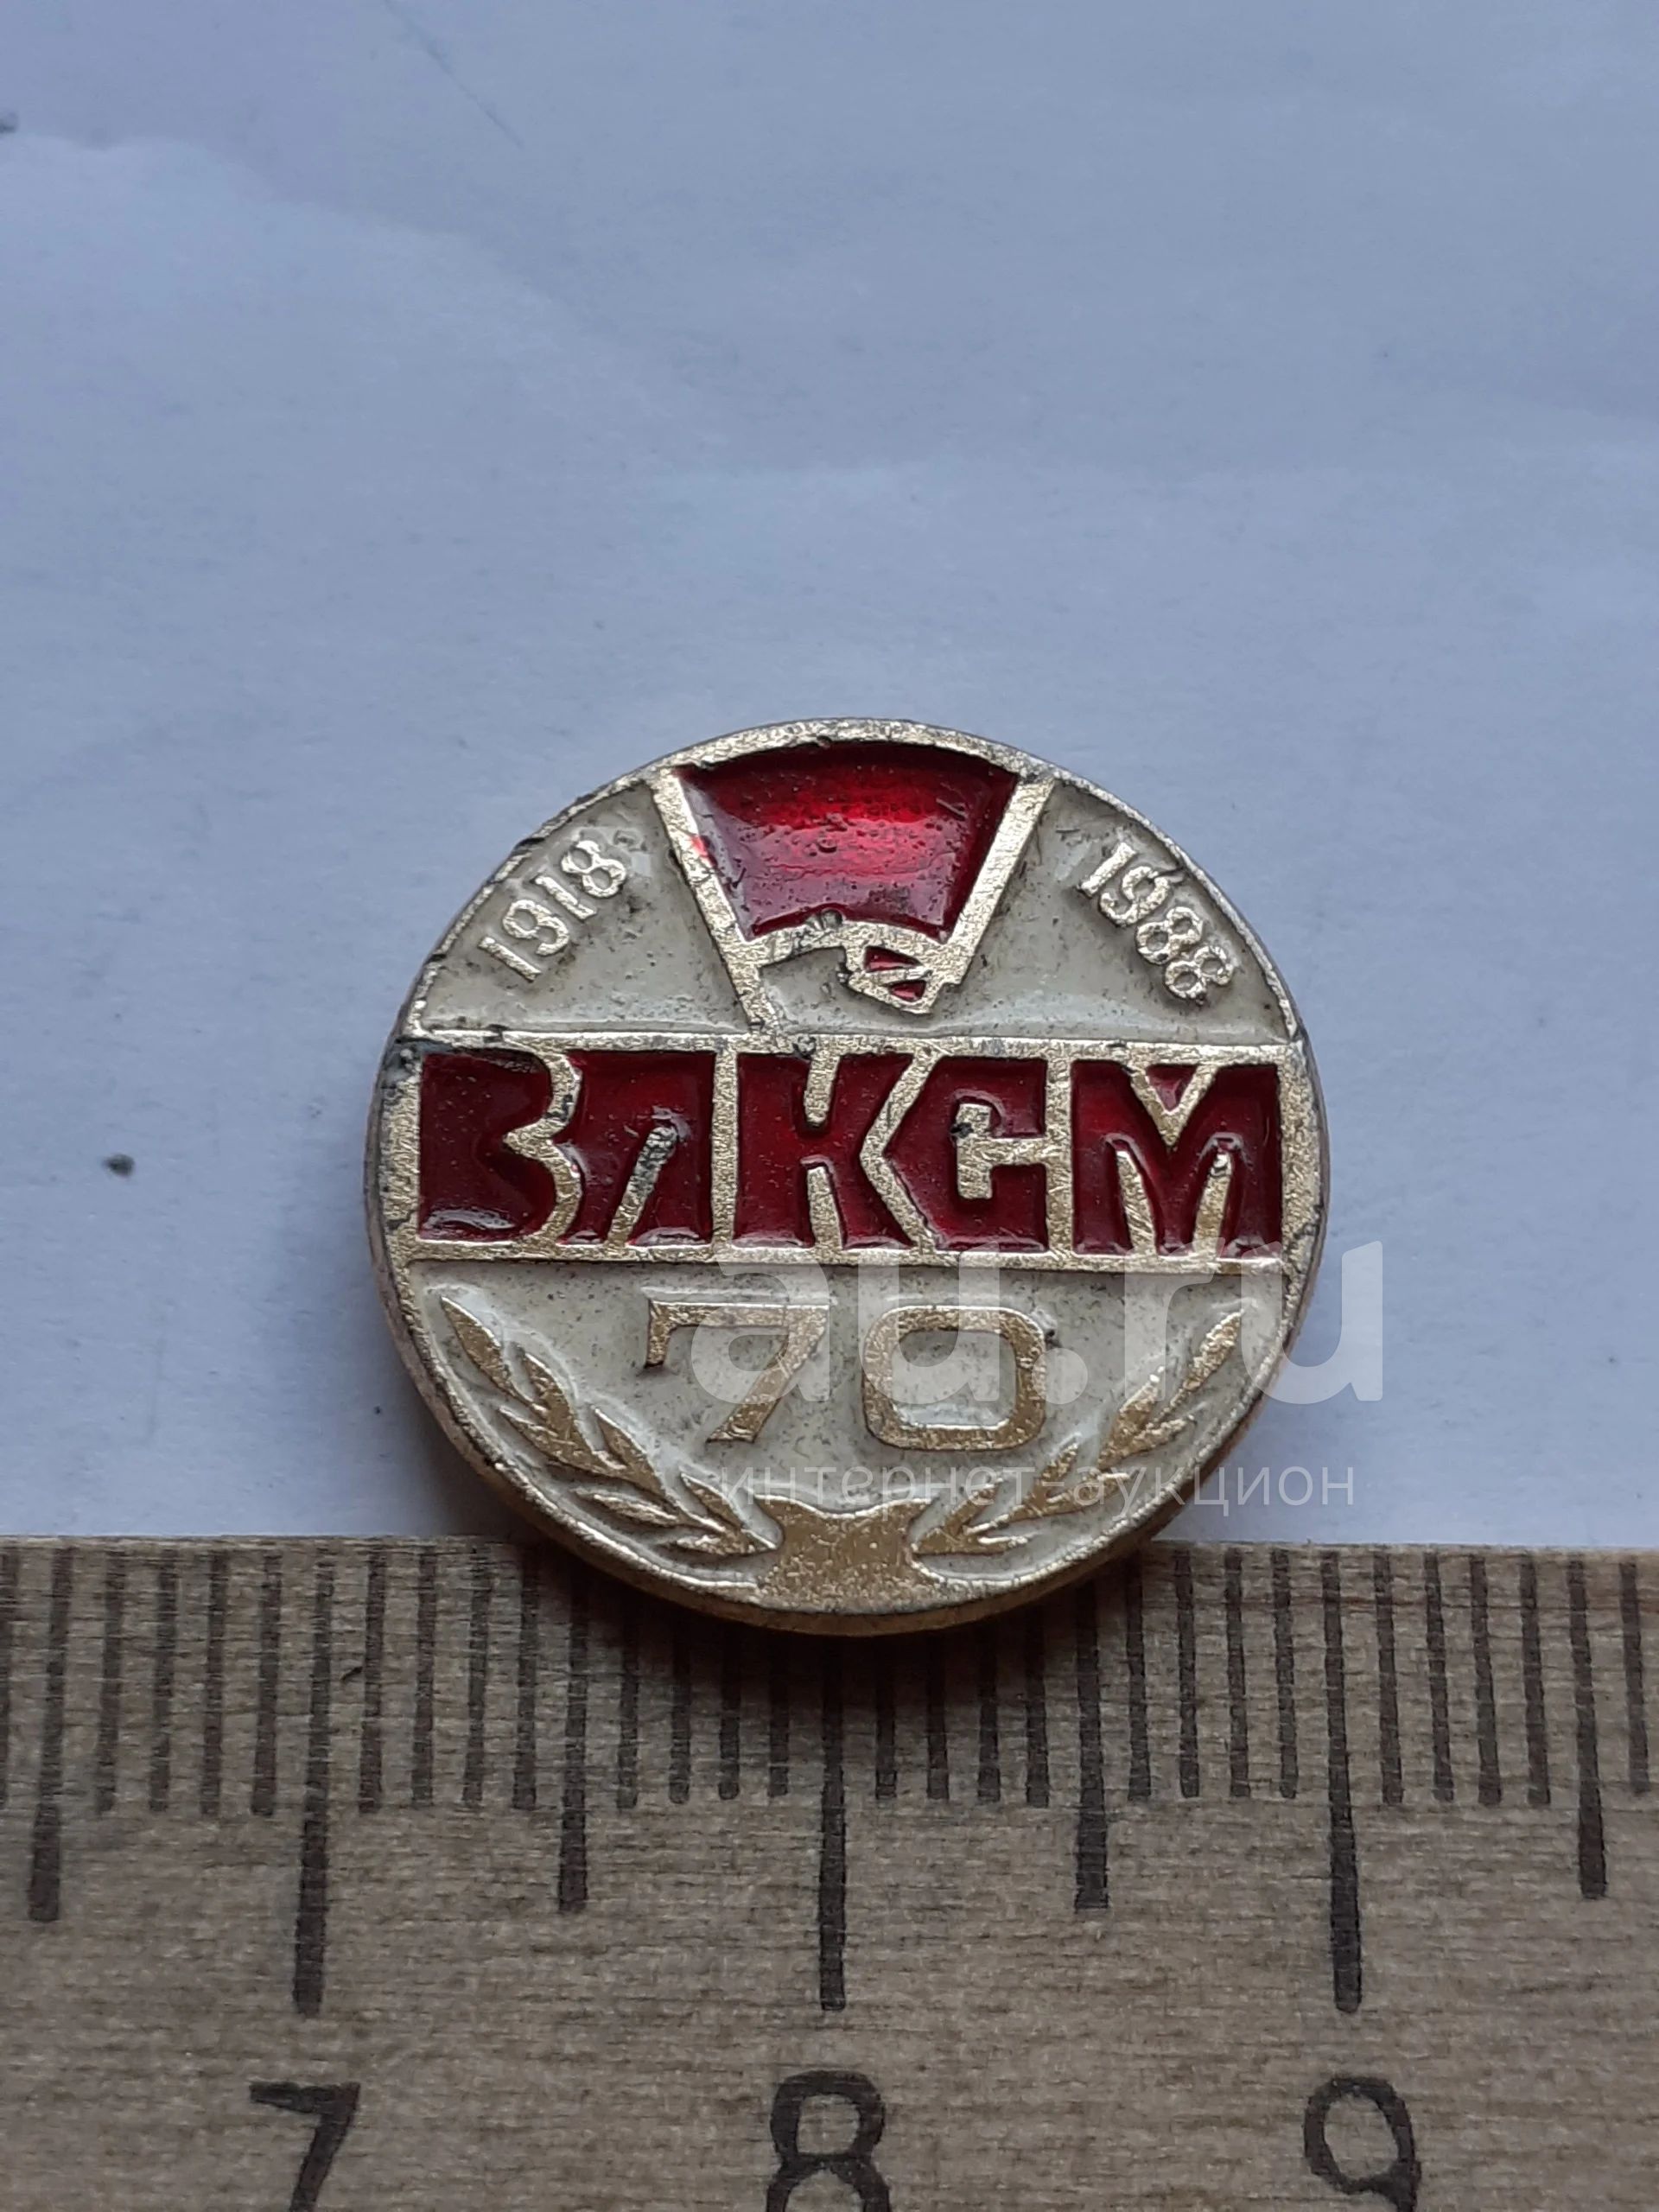 1918
1988
ВЛКСМ
70
au.ru
интернет-аукцион
7 8 9